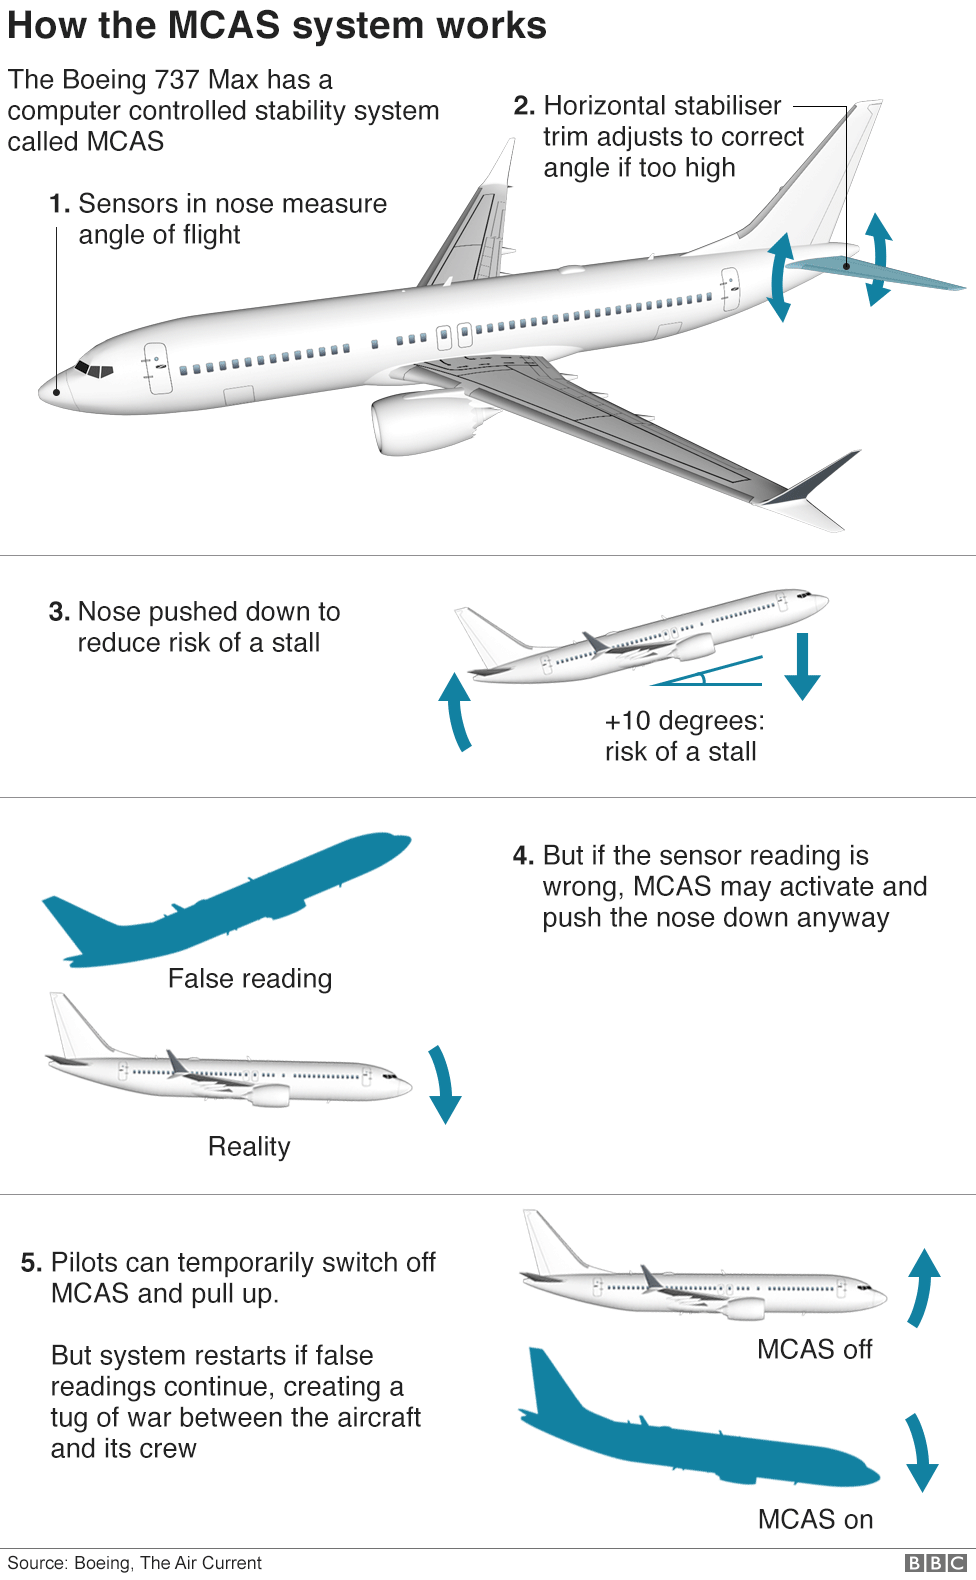 How the MCAS system works
The Boeing 737 Max has a
computer controlled stability system
called MCAS
1. Sensors in nose measure
angle of flight
2. Horizontal stabiliser
trim adjusts to correct
angle if too high
3. Nose pushed down to
reduce risk of a stall
+10 degrees:
risk of a stall
False reading
Reality
4. But if the sensor reading is
wrong, MCAS may activate and
push the nose down anyway
5. Pilots can temporarily switch off
MCAS and pull up.
But system restarts if false
readings continue, creating a
tug of war between the aircraft
and its crew
MCAS off
MCAS on
Source: Boeing, The Air Current
BBC